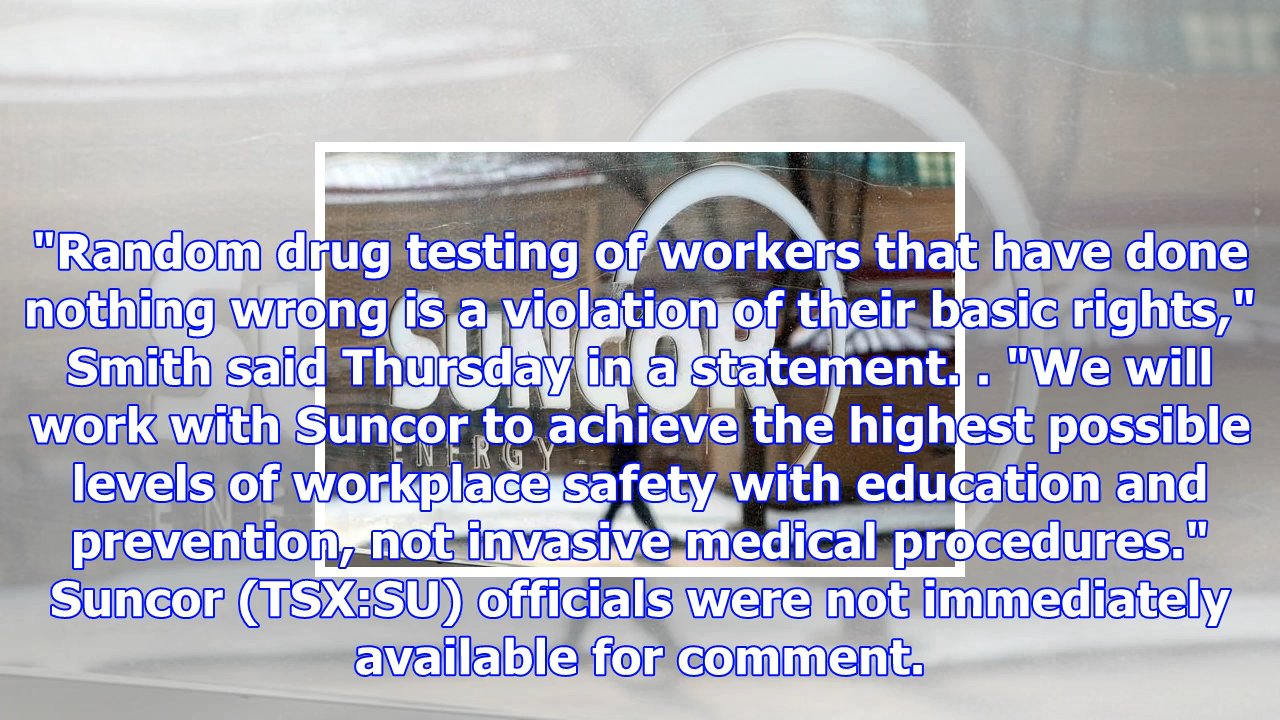 "Random drug testing of workers that have done
nothing wrong is a violation of their basic rights,"
Smith said Thursday in a statement. . "We will
work with Suncor to achieve the highest possible
levels of workplace safety with education and
prevention, not invasive medical procedures."
Suncor (TSX:SU) officials were not immediately
available for comment.
SUNCOR
ENERGY